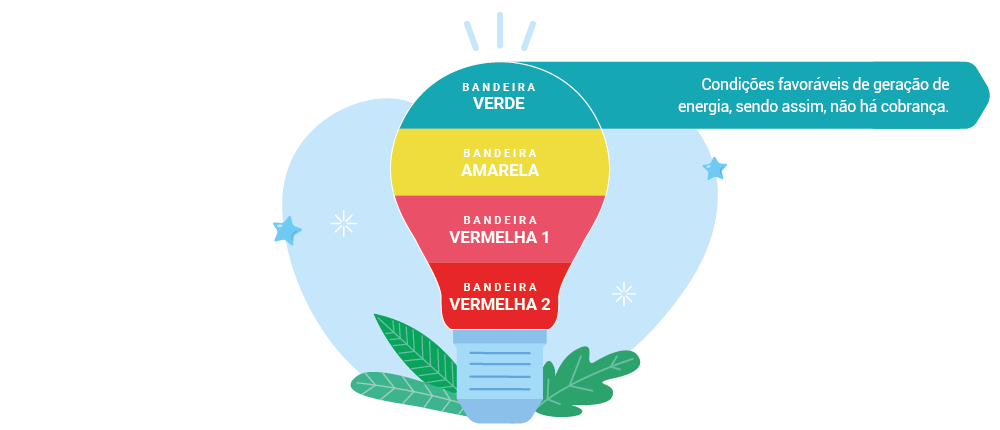 BANDEIRA
VERDE
Condições favoráveis de geração de
energia, sendo assim, não há cobrança.
BANDEIRA
AMARELA
BANDEIRA
VERMELHA 1
BANDEIRA
VERMELHA 2